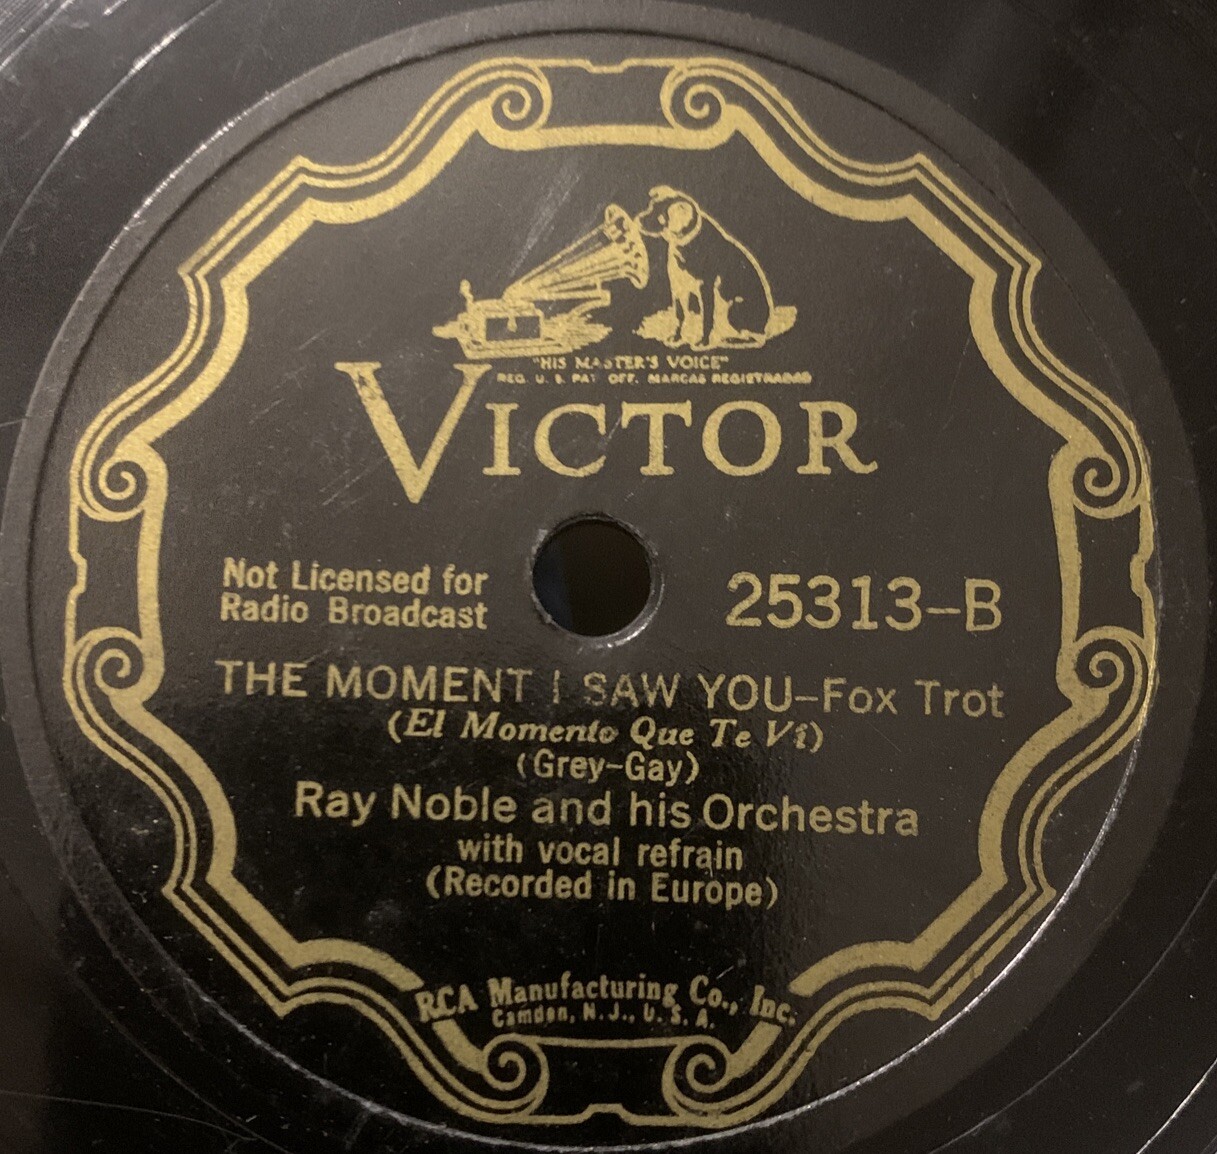 "HIS MASTER'S VOICE"
REG. U. S. PAT. OFF. MARCAS REGISTRADAS
VICTOR
Not Licensed for
Radio Broadcast
25313-B
THE MOMENT I SAW YOU-Fox Trot
(El Momento Que Te Vi)
(Grey-Gay)
Ray Noble and his Orchestra
with vocal refrain
(Recorded in Europe)
RCA Manufacturing Co., Inc.
Camden, N. J., U. S. A.